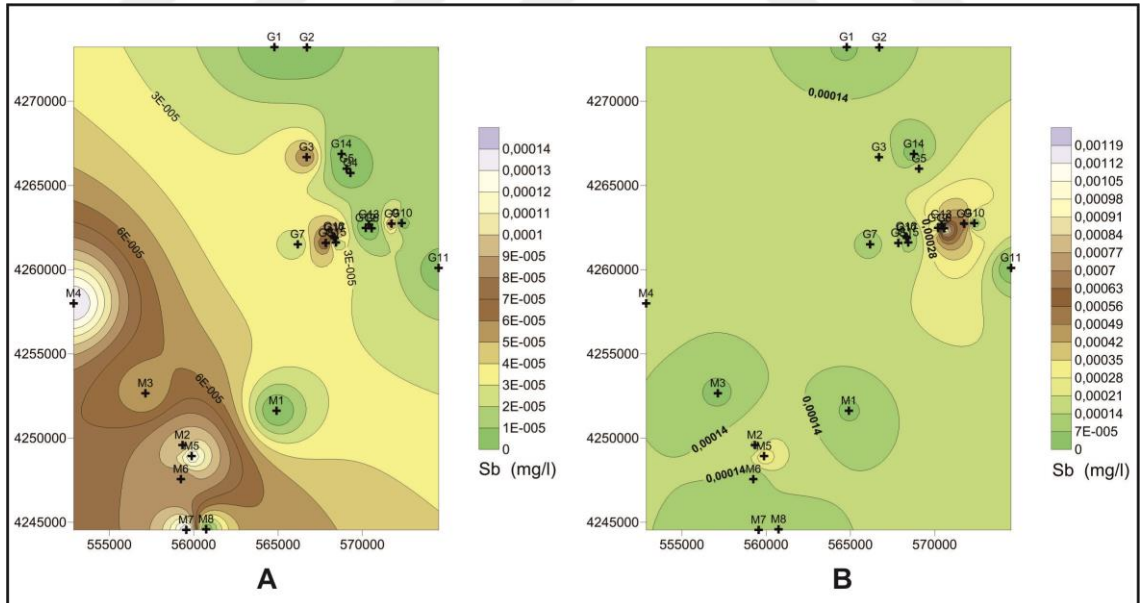 G1 G2
4270000
3E-005
G3
G14
G4
4265000
G10
G7
3E-005
G11
4260000
6E-005
M4
4255000
M3
6E-005
M1
4250000
M2
M5
M6
4245000
M7 M8
555000 560000 565000 570000
A
0,00014
0,00013
0,00012
0,00011
0,0001
9E-005
8E-005
7E-005
6E-005
5E-005
4E-005
3E-005
2E-005
1E-005
0
Sb (mg/l)
G1 G2
4270000
0,00014
G3
G14
G5
4265000
G10
G7
0,00028
G11
4260000
M4
4255000
M3
M1
0,00014
4250000
0,00014
M2
M5
0,00014
M6
4245000
M7 M8
555000 560000 565000 570000
B
0,00119
0,00112
0,00105
0,00098
0,00091
0,00084
0,00077
0,0007
0,00063
0,00056
0,00049
0,00042
0,00035
0,00028
0,00021
0,00014
7E-005
0
Sb (mg/l)